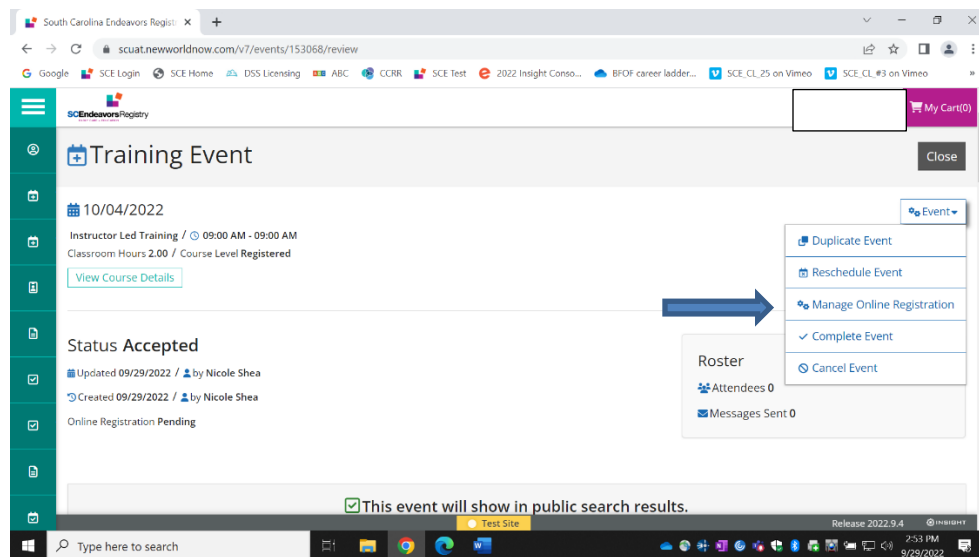 South Carolina Endeavors Registr
scuat.newworldnow.com/v7/events/153068/review
Google SCE Login SCE Home DSS Licensing ABC CCRR SCE Test 2022 Insight Conso... BFOF career ladder... SCE_CL_25 on Vimeo SCE_CL_#3 on Vimeo »
SCEndeavors Registry
My Cart(0)
Training Event
Close
10/04/2022
Event
Instructor Led Training / 09:00 AM - 09:00 AM
Classroom Hours 2.00 / Course Level Registered
View Course Details
Duplicate Event
Reschedule Event
Manage Online Registration
Complete Event
Cancel Event
Status Accepted
Updated 09/29/2022 / by Nicole Shea
Created 09/29/2022 / by Nicole Shea
Online Registration Pending
Roster
Attendees 0
Messages Sent 0
This event will show in public search results.
Test Site
Release 2022.9.4
INSIGHT
Type here to search
2:53 PM
9/29/2022